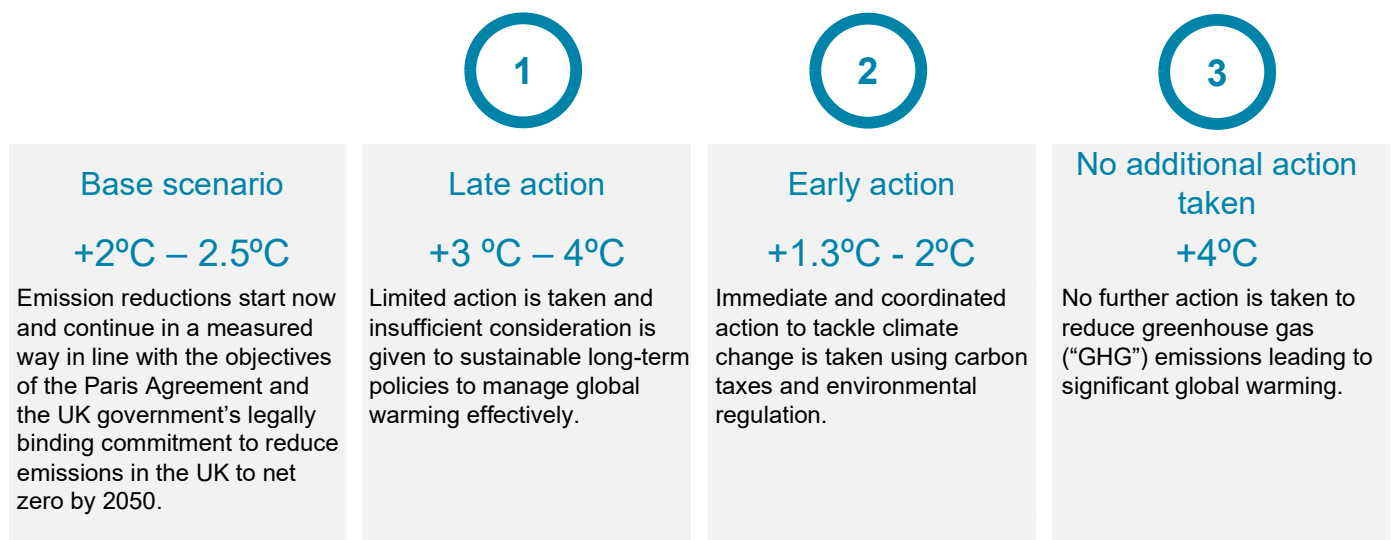 1
2
3
Base scenario
+2ºC – 2.5ºC
Emission reductions start now
and continue in a measured
way in line with the objectives
of the Paris Agreement and
the UK government’s legally
binding commitment to reduce
emissions in the UK to net
zero by 2050.
Late action
+3 ºC – 4ºC
Limited action is taken and
insufficient consideration is
given to sustainable long-term
policies to manage global
warming effectively.
Early action
+1.3ºC - 2ºC
Immediate and coordinated
action to tackle climate
change is taken using carbon
taxes and environmental
regulation.
No additional action
taken
+4ºC
No further action is taken to
reduce greenhouse gas
(“GHG”) emissions leading to
significant global warming.